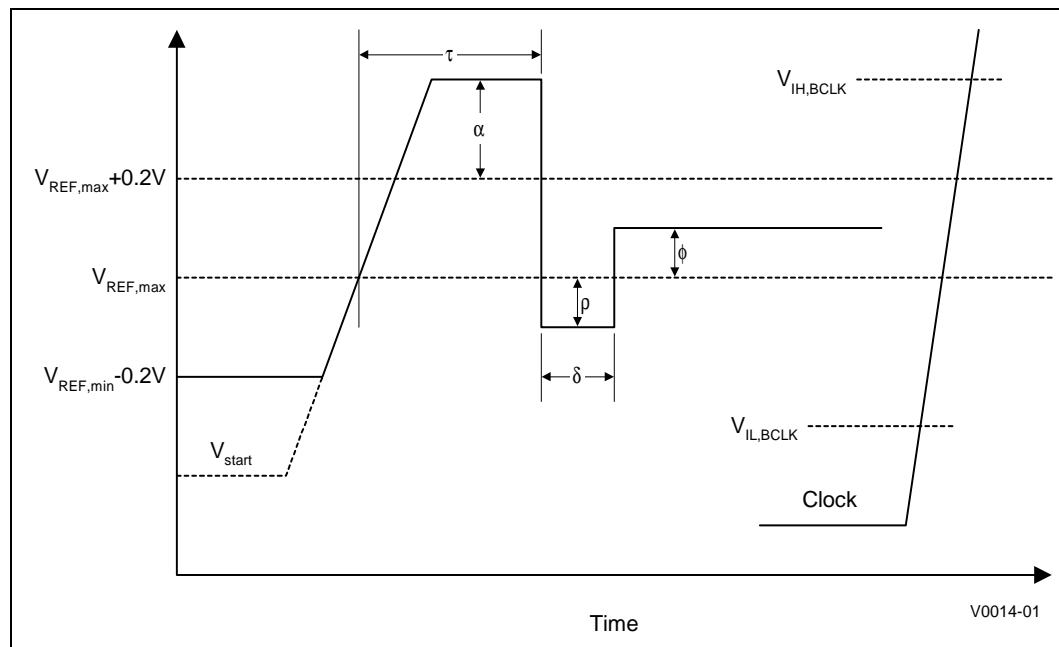 τ
V_IH,BCLK
α
V_REF,max+0.2V
ϕ
V_REF,max
ρ
V_REF,min-0.2V
δ
V_IL,BCLK
V_start
Clock
V0014-01
Time